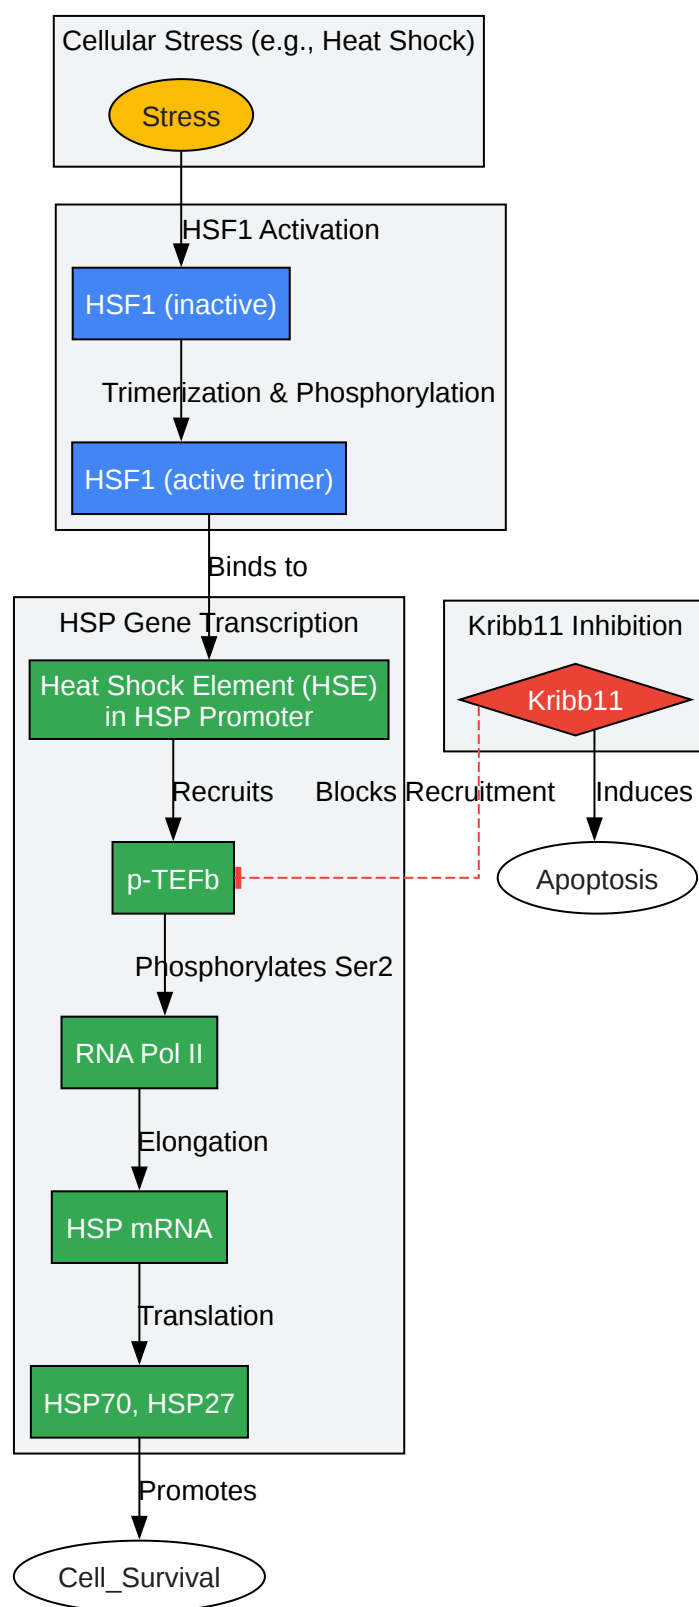 Cellular Stress (e.g., Heat Shock)
Stress
HSF1 Activation
HSF1 (inactive)
Trimerization & Phosphorylation
HSF1 (active trimer)
Binds to
HSP Gene Transcription
Heat Shock Element (HSE)
in HSP Promoter
Kribb11 Inhibition
Kribb11
Recruits
Blocks Recruitment
Induces
p-TEFb
Apoptosis
Phosphorylates Ser2
RNA Pol II
Elongation
HSP mRNA
Translation
HSP70, HSP27
Promotes
Cell_Survival